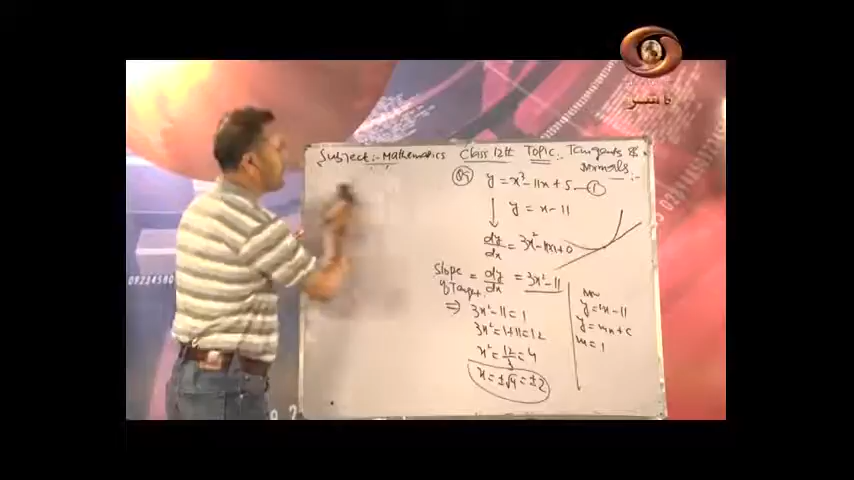 Subject:- Mathematics Class 12th Topic:- Tangents &
Normals:-
Q5 y = x³ - 11x + 5 — (1)
y = x - 11
dy/dx = 3x² - 11x1 + 0
Slope of Target = dy/dx = 3x² - 11
⇒ 3x² - 11 = 1
3x² = 1 + 11 = 12
x² = 12/3 = 4
x = ±√4 = ±2
y = x - 11
y = mx + c
m = 1